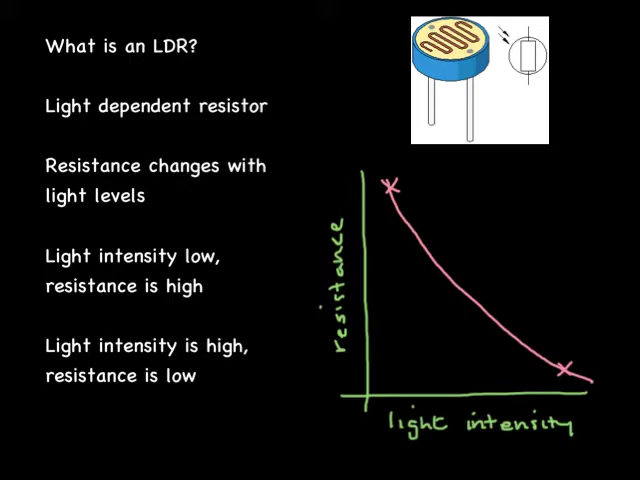 What is an LDR?
Light dependent resistor
Resistance changes with
light levels
Light intensity low,
resistance is high
Light intensity is high,
resistance is low
resistance
light intensity